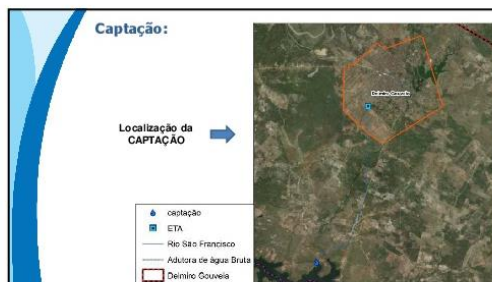 Captação:
Delmiro Gouveia
Localização da
CAPTAÇÃO
captação
ETA
Rio São Francisco
Adutora de água Bruta
Delmiro Gouveia